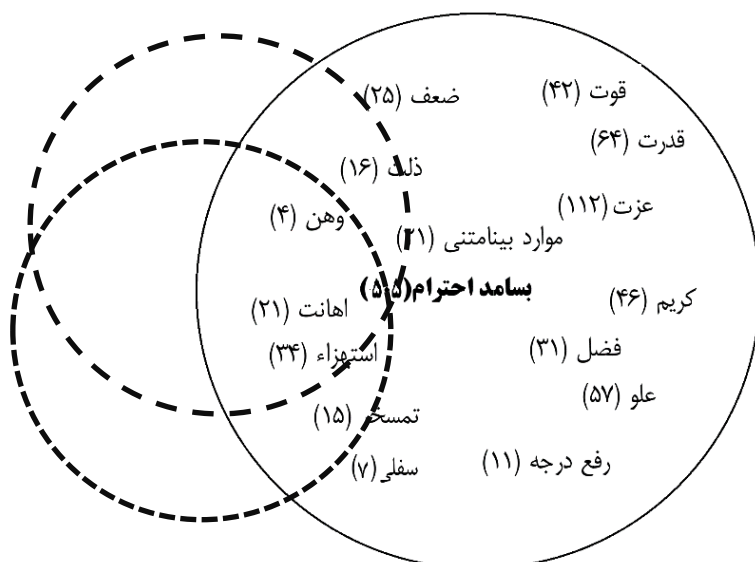 قوت (۴۲)
ضعف (۲۵)
قدرت (۶۴)
ذلت (۱۶)
عزت (۱۱۲)
وهن (۴)
موارد بینامتنی (۲۱)
بسامد احترام(۵۰۵)
کریم (۴۶)
اهانت (۲۱)
فضل (۳۱)
استهزاء (۳۴)
علو (۵۷)
تمسخر (۱۵)
رفع درجه (۱۱)
سفلی (۷)